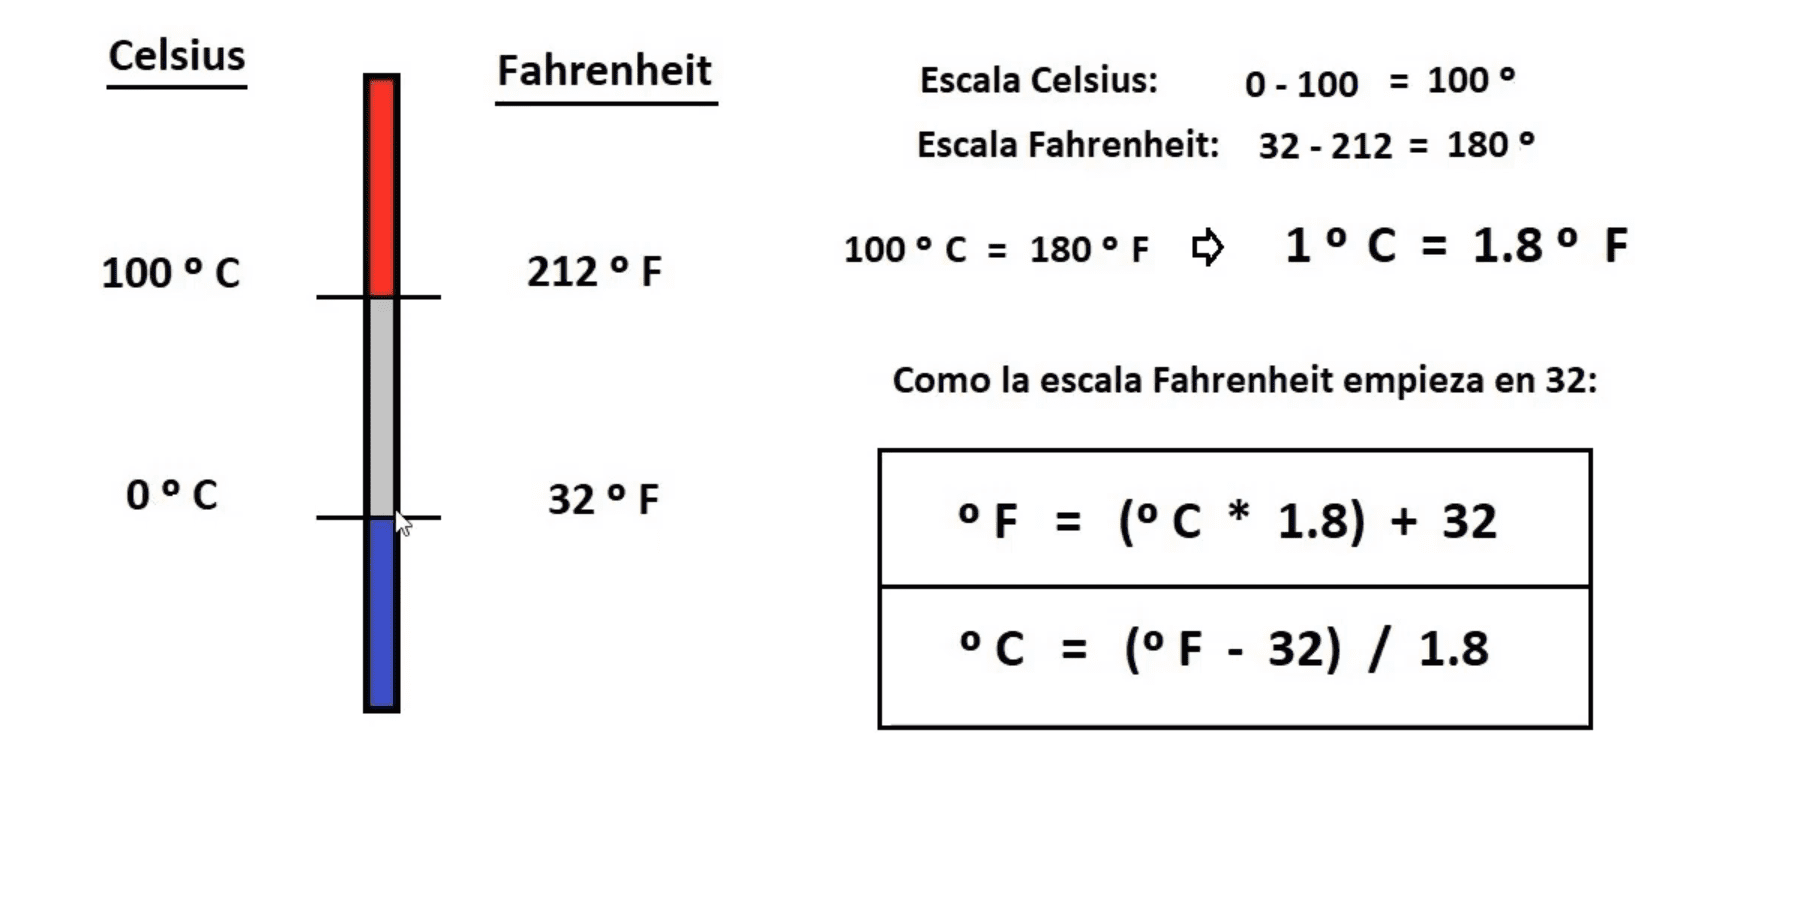 Celsius
Fahrenheit
100 º C
212 º F
0 º C
32 º F
Escala Celsius: 0 - 100 = 100 º
Escala Fahrenheit: 32 - 212 = 180 º
100 º C = 180 º F ⇨ 1 º C = 1.8 º F
Como la escala Fahrenheit empieza en 32:
º F = (º C * 1.8) + 32
º C = (º F - 32) / 1.8